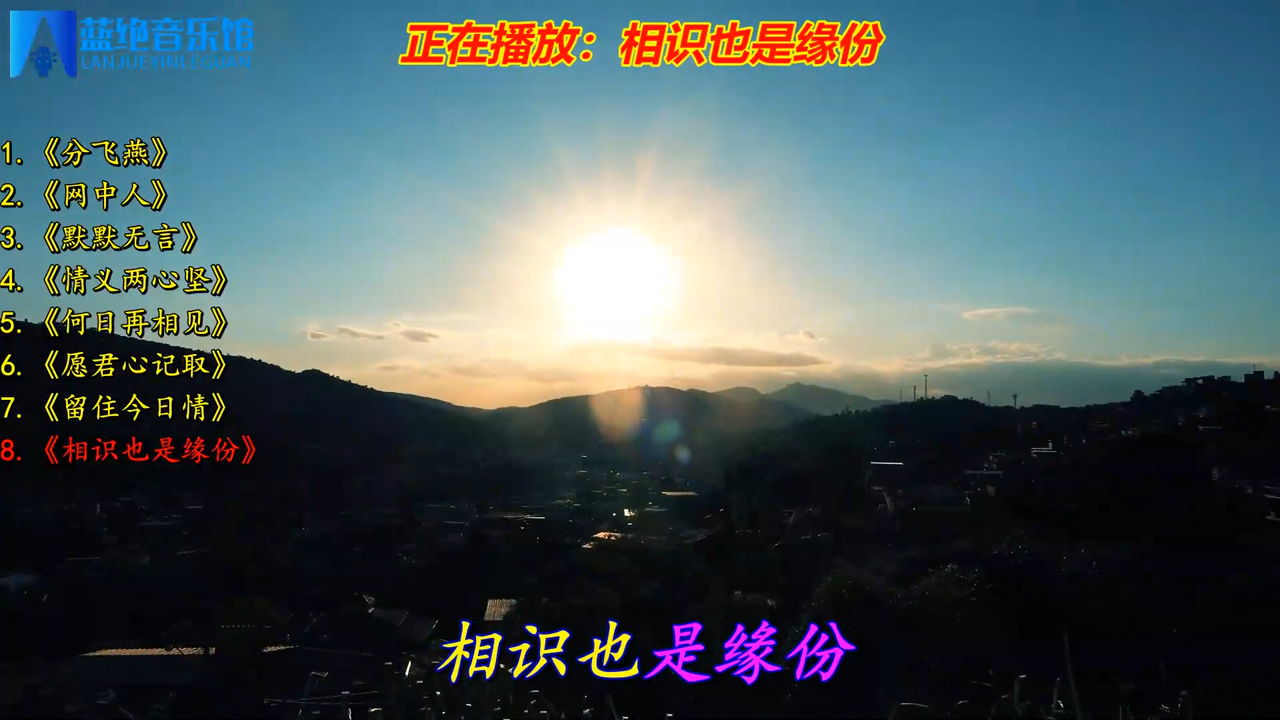 蓝绝音乐馆
LANJUEYINLEGUAN
正在播放：相识也是缘份
1.《分飞燕》
2.《网中人》
3.《默默无言》
4.《情义两心坚》
5.《何日再相见》
6.《愿君心记取》
7.《留住今日情》
8.《相识也是缘份》
相识也是缘份